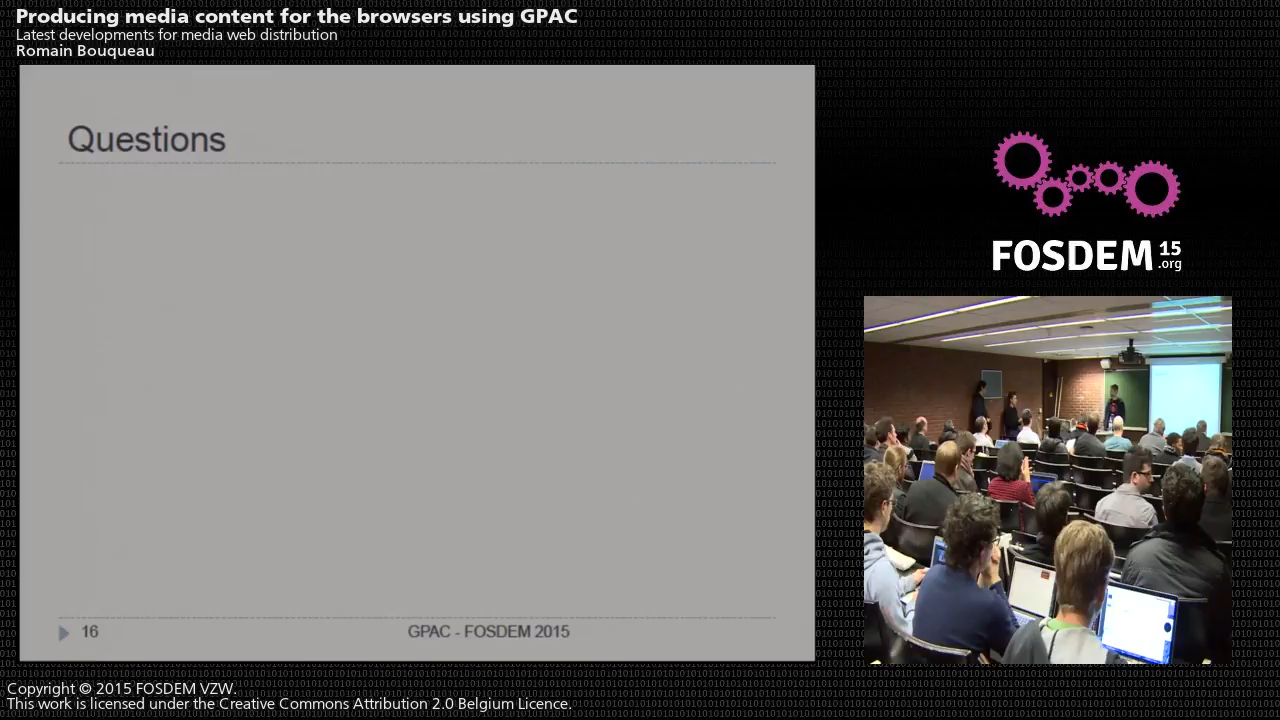 Producing media content for the browsers using GPAC
Latest developments for media web distribution
Romain Bouqueau
Questions
16
GPAC - FOSDEM 2015
FOSDEM 15
.org
Copyright © 2015 FOSDEM VZW.
This work is licensed under the Creative Commons Attribution 2.0 Belgium Licence.